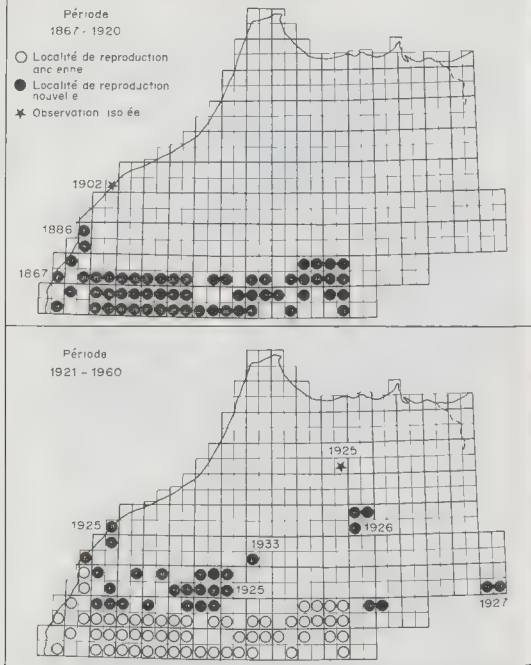 Période
1867 - 1920
Localité de reproduction
anc enne
Localité de reproduction
nouvel e
Observation iso ée
1902
1886
1867
Période
1921 - 1960
1925
1925
1926
1933
1925
1927